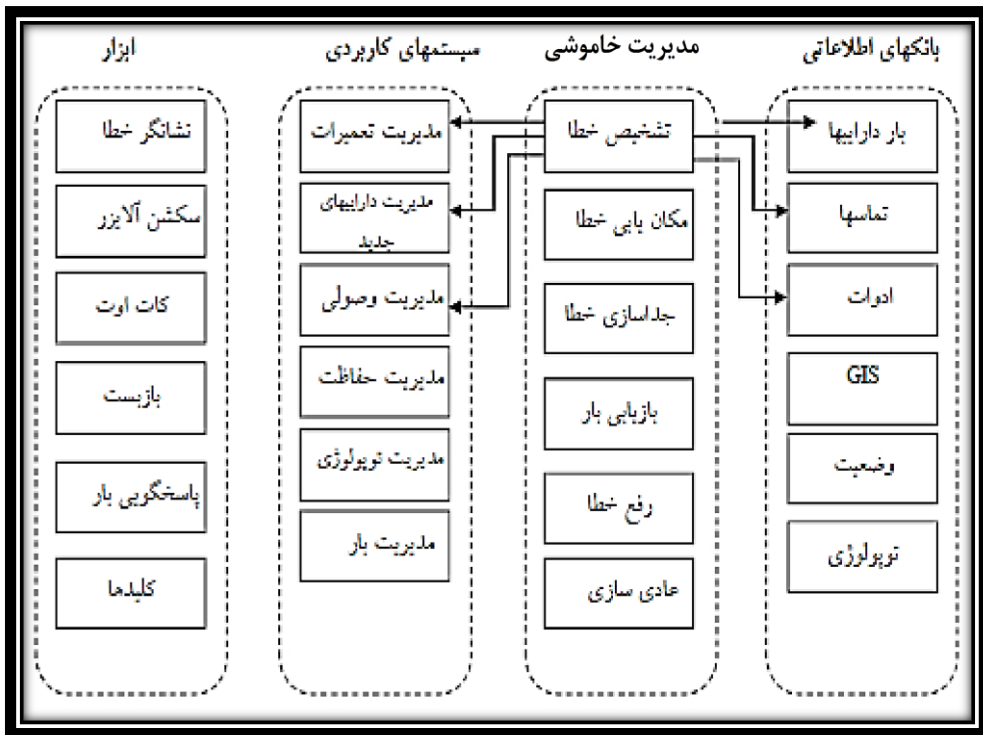 بانکهای اطلاعاتی
بار داراییها
تماسها
ادوات
GIS
وضعیت
توپولوژی
مدیریت خاموشی
تشخیص خطا
مکان یابی خطا
جداسازی خطا
بازیابی بار
رفع خطا
عادی سازی
سیستمهای کاربردی
مدیریت تعمیرات
مدیریت داراییهای
جدید
مدیریت وصولی
مدیریت حفاظت
مدیریت توپولوژی
مدیریت بار
ابزار
نشانگر خطا
سکشن آلایزر
کات اوت
بازبست
پاسخگویی بار
کلیدها